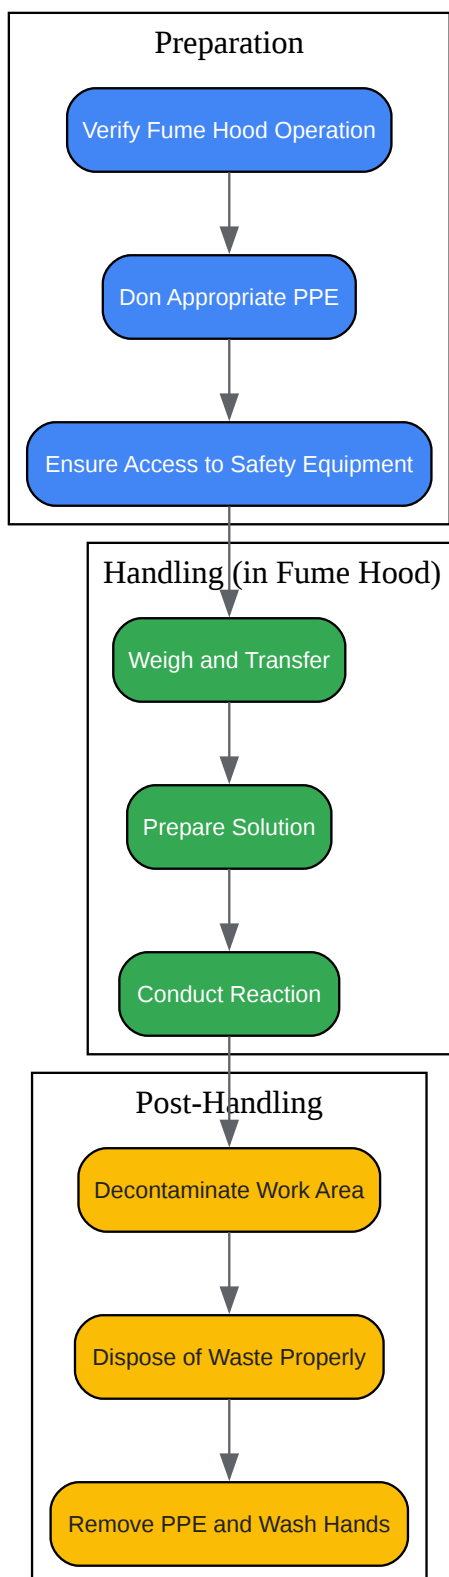 Preparation
Verify Fume Hood Operation
Don Appropriate PPE
Ensure Access to Safety Equipment
Handling (in Fume Hood)
Weigh and Transfer
Prepare Solution
Conduct Reaction
Post-Handling
Decontaminate Work Area
Dispose of Waste Properly
Remove PPE and Wash Hands